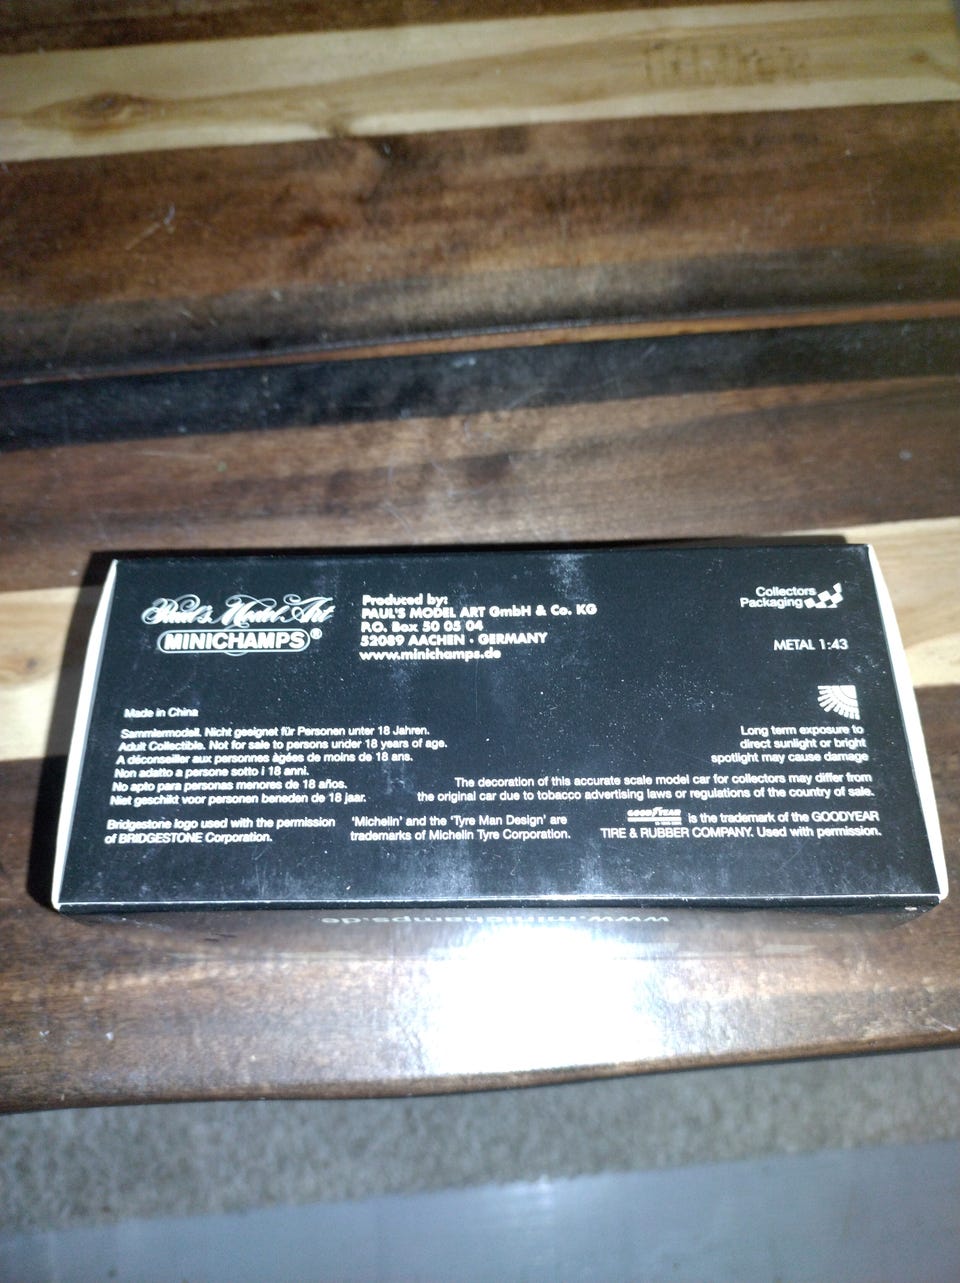 Paul's Model Art
MINICHAMPS®
Produced by:
PAUL'S MODEL ART GmbH & Co. KG
P.O. Box 50 05 04
52089 AACHEN · GERMANY
www.minichamps.de
Collectors
Packaging
METAL 1:43
Made in China
Sammlermodell. Nicht geeignet für Personen unter 18 Jahren.
Adult Collectible. Not for sale to persons under 18 years of age.
A déconseiller aux personnes àgées de moins de 18 ans.
Non adatto a persone sotto i 18 anni.
No apto para personas menores de 18 años.
Niet geschikt voor personen beneden de 18 jaar.
Long term exposure to
direct sunlight or bright
spotlight may cause damage
The decoration of this accurate scale model car for collectors may differ from
the original car due to tobacco advertising laws or regulations of the country of sale.
Bridgestone logo used with the permission
of BRIDGESTONE Corporation.
'Michelin' and the 'Tyre Man Design' are
trademarks of Michelin Tyre Corporation.
GOODYEAR is the trademark of the GOODYEAR
TIRE & RUBBER COMPANY. Used with permission.
www.minichamps.de